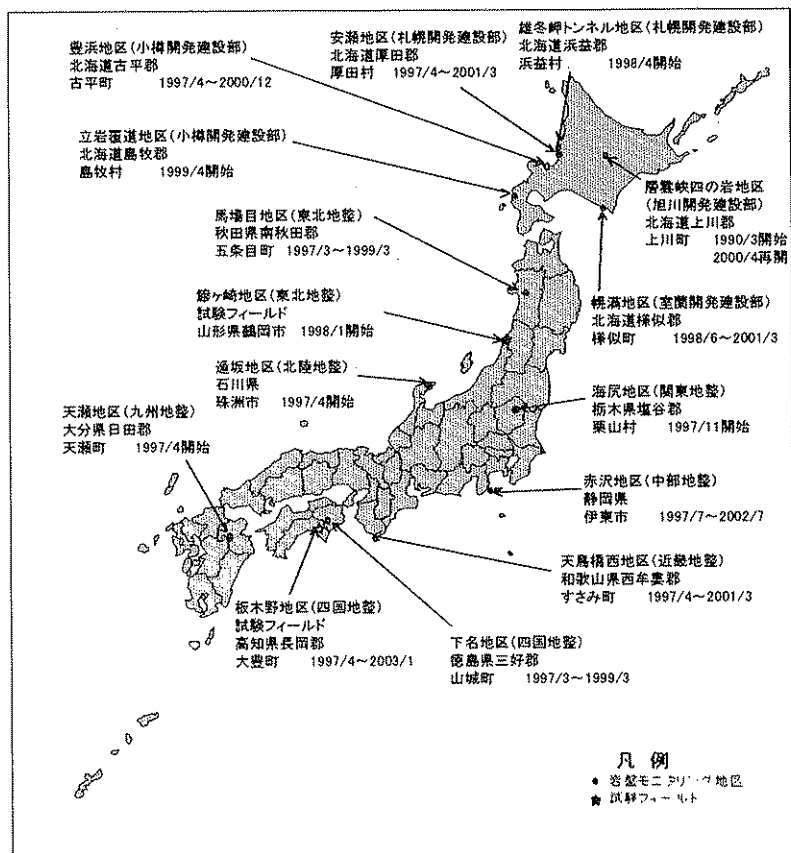 豊浜地区(小樽開発建設部)
北海道古平郡
古平町 1997/4～2000/12
安瀬地区(札幌開発建設部)
北海道厚田郡
厚田村 1997/4～2001/3
雄冬岬トンネル地区(札幌開発建設部)
北海道浜益郡
浜益村 1998/4開始
立岩覆道地区(小樽開発建設部)
北海道島牧郡
島牧村 1999/4開始
層雲峡四の岩地区
(旭川開発建設部)
北海道上川郡
上川町 1990/3開始
2000/4再開
馬場目地区(東北地整)
秋田県南秋田郡
五条目町 1997/3～1999/3
幌満地区(室蘭開発建設部)
北海道様似郡
様似町 1998/6～2001/3
ヶ崎地区(東北地整)
試験フィールド
山形県鶴岡市 1998/1開始
逢坂地区(北陸地整)
石川県
珠洲市 1997/4開始
海尻地区(関東地整)
栃木県塩谷郡
栗山村 1997/11開始
天瀬地区(九州地整)
大分県日田郡
天瀬町 1997/4開始
赤沢地区(中部地整)
静岡県
伊東市 1997/7～2002/7
天鳥橋西地区(近畿地整)
和歌山県西牟婁郡
すさみ町 1997/4～2001/3
板木野地区(四国地整)
試験フィールド
高知県長岡郡
大豊町 1997/4～2003/1
下名地区(四国地整)
徳島県三好郡
山城町 1997/3～1999/3
凡例
岩盤モニタリング地区
試験フィールド